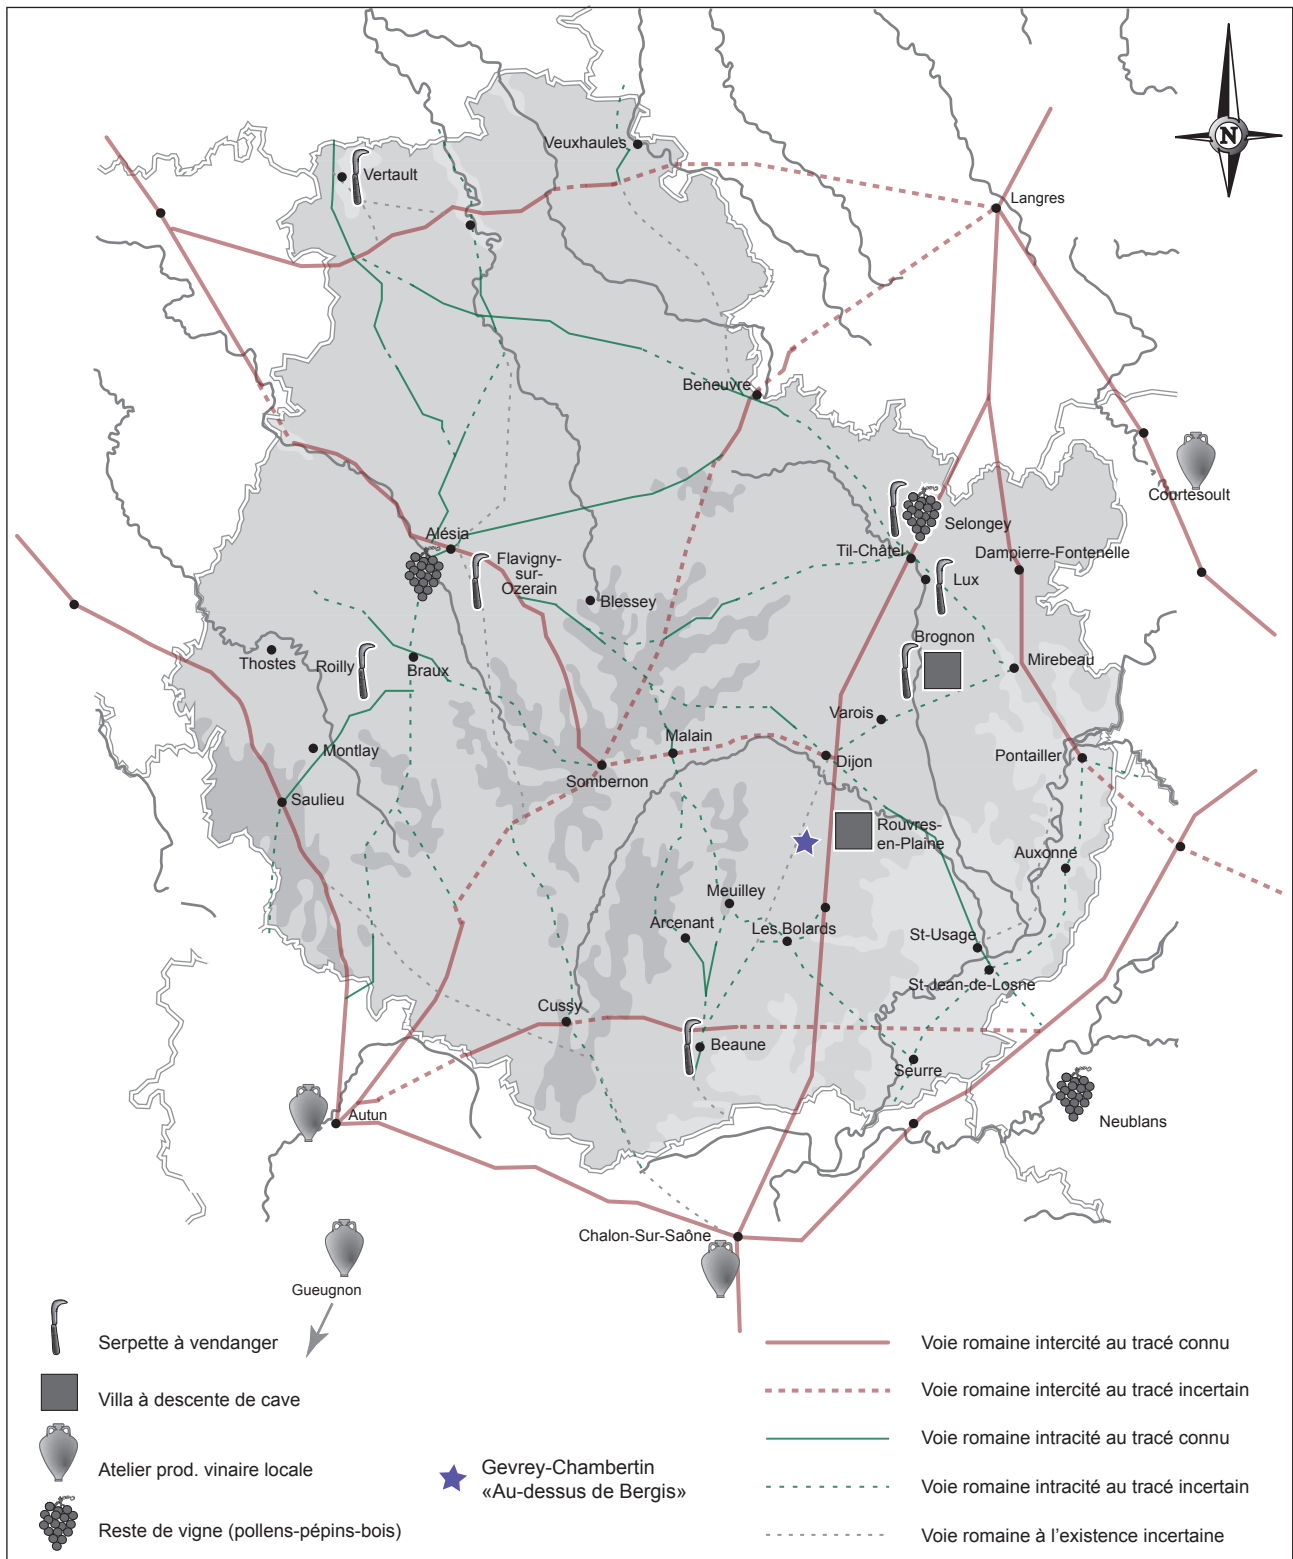 Veuxhaules
N
Vertault
Langres
Beneuvre
Courtesoult
Selongey
Alésia
Flavigny-
sur-
Ozerain
Til-Châtel
Dampierre-Fontenelle
Lux
Blessey
Brognon
Thostes
Roilly
Braux
Mirebeau
Varois
Montlay
Malain
Dijon
Pontailler
Sombernon
Saulieu
Rouvres-
en-Plaine
Auxonne
Meuilley
Arcenant
Les Bolards
St-Usage
St-Jean-de-Losne
Cussy
Beaune
Seurre
Autun
Neublans
Chalon-Sur-Saône
Gueugnon
Serpette à vendanger
Villa à descente de cave
Atelier prod. vinaire locale
Reste de vigne (pollens-pépins-bois)
Gevrey-Chambertin
«Au-dessus de Bergis»
Voie romaine intercité au tracé connu
Voie romaine intercité au tracé incertain
Voie romaine intracité au tracé connu
Voie romaine intracité au tracé incertain
Voie romaine à l'existence incertaine